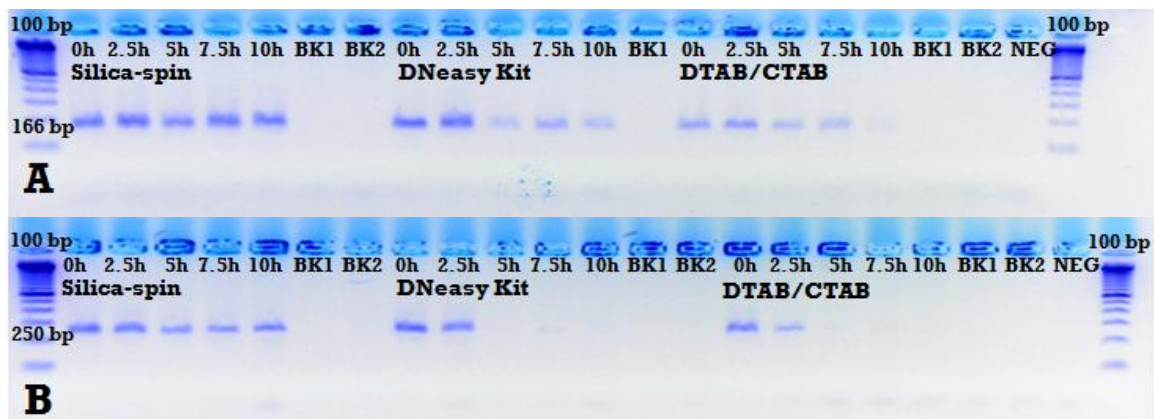 100 bp 100 bp
0h 2.5h 5h 7.5h 10h BK1 BK2 0h 2.5h 5h 7.5h 10h BK1 0h 2.5h 5h 7.5h 10h BK1 BK2 NEG
Silica-spin DNeasy Kit DTAB/CTAB
166 bp
A
100 bp 100 bp
0h 2.5h 5h 7.5h 10h BK1 BK2 0h 2.5h 5h 7.5h 10h BK1 BK2 0h 2.5h 5h 7.5h 10h BK1 BK2 NEG
Silica-spin DNeasy Kit DTAB/CTAB
250 bp
B